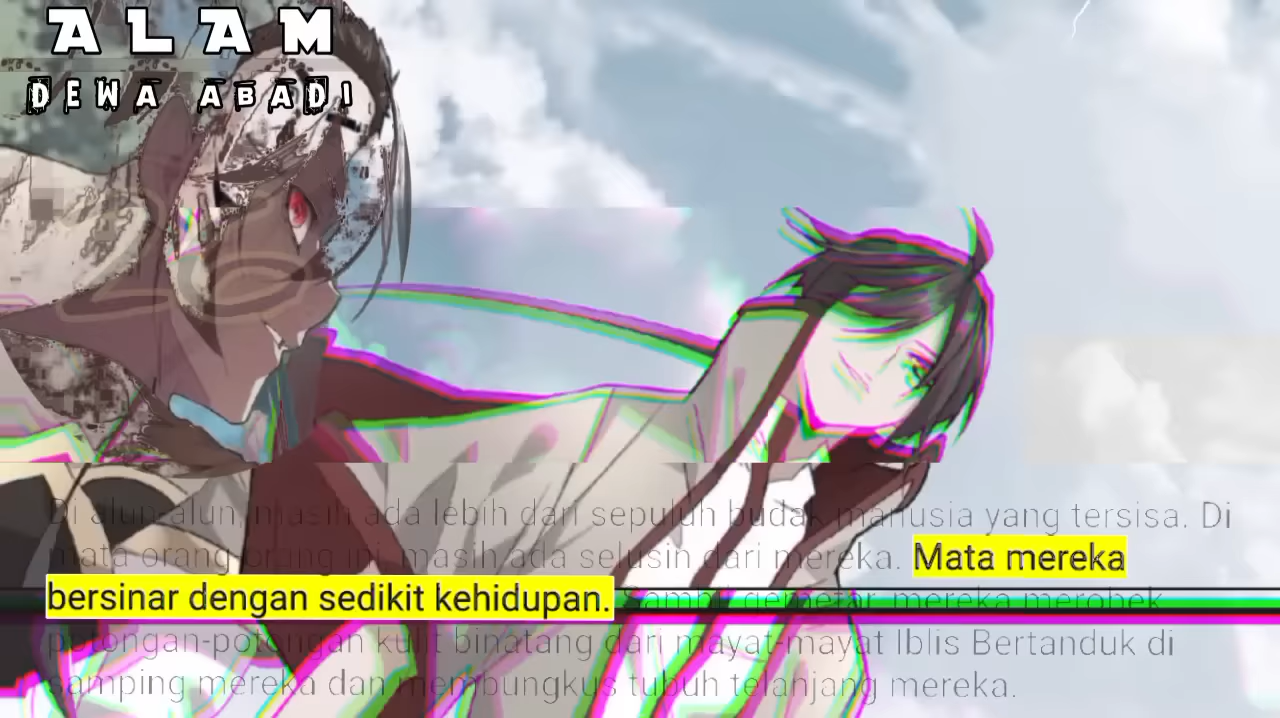 ALAM
DEWA ABADI
Di alun-alun, masih ada lebih dari sepuluh budak manusia yang tersisa. Di
mata orang-orang ini, masih ada selusin dari mereka. Mata mereka
bersinar dengan sedikit kehidupan. Sambil gemetar, mereka merobek
potongan-potongan kulit binatang dari mayat-mayat Iblis Bertanduk di
samping mereka dan membungkus tubuh telanjang mereka.